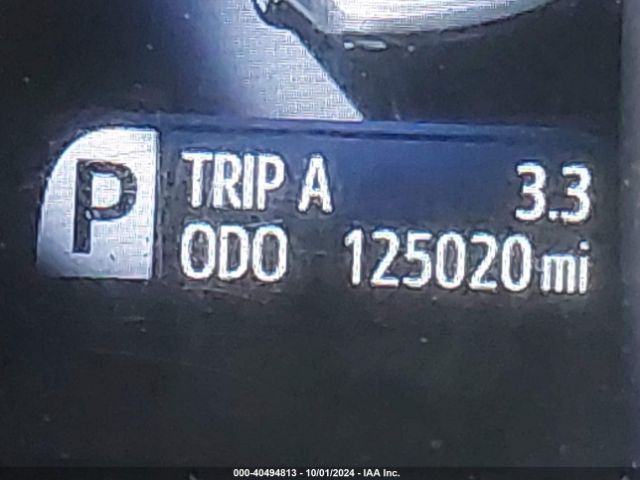 P
TRIP A 3.3
ODO 125020 mi
000-40494813 - 10/01/2024 - IAA Inc.